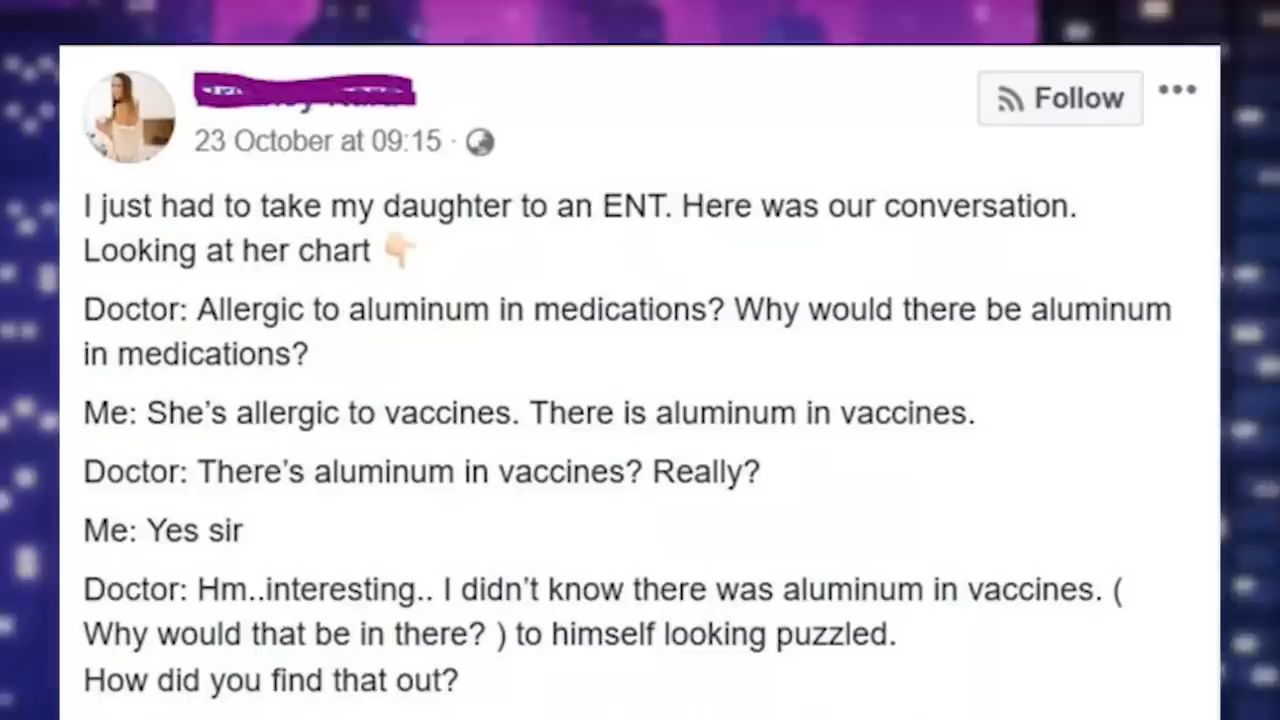 Follow
23 October at 09:15 ·
I just had to take my daughter to an ENT. Here was our conversation.
Looking at her chart 👇🏻
Doctor: Allergic to aluminum in medications? Why would there be aluminum
in medications?
Me: She’s allergic to vaccines. There is aluminum in vaccines.
Doctor: There’s aluminum in vaccines? Really?
Me: Yes sir
Doctor: Hm..interesting.. I didn’t know there was aluminum in vaccines. (
Why would that be in there? ) to himself looking puzzled.
How did you find that out?